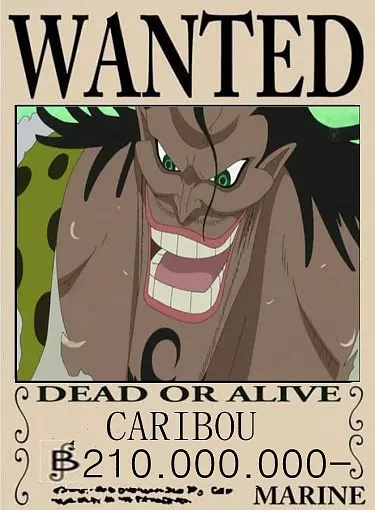 WANTED
DEAD OR ALIVE
CARIBOU
฿210.000.000–
MARINE